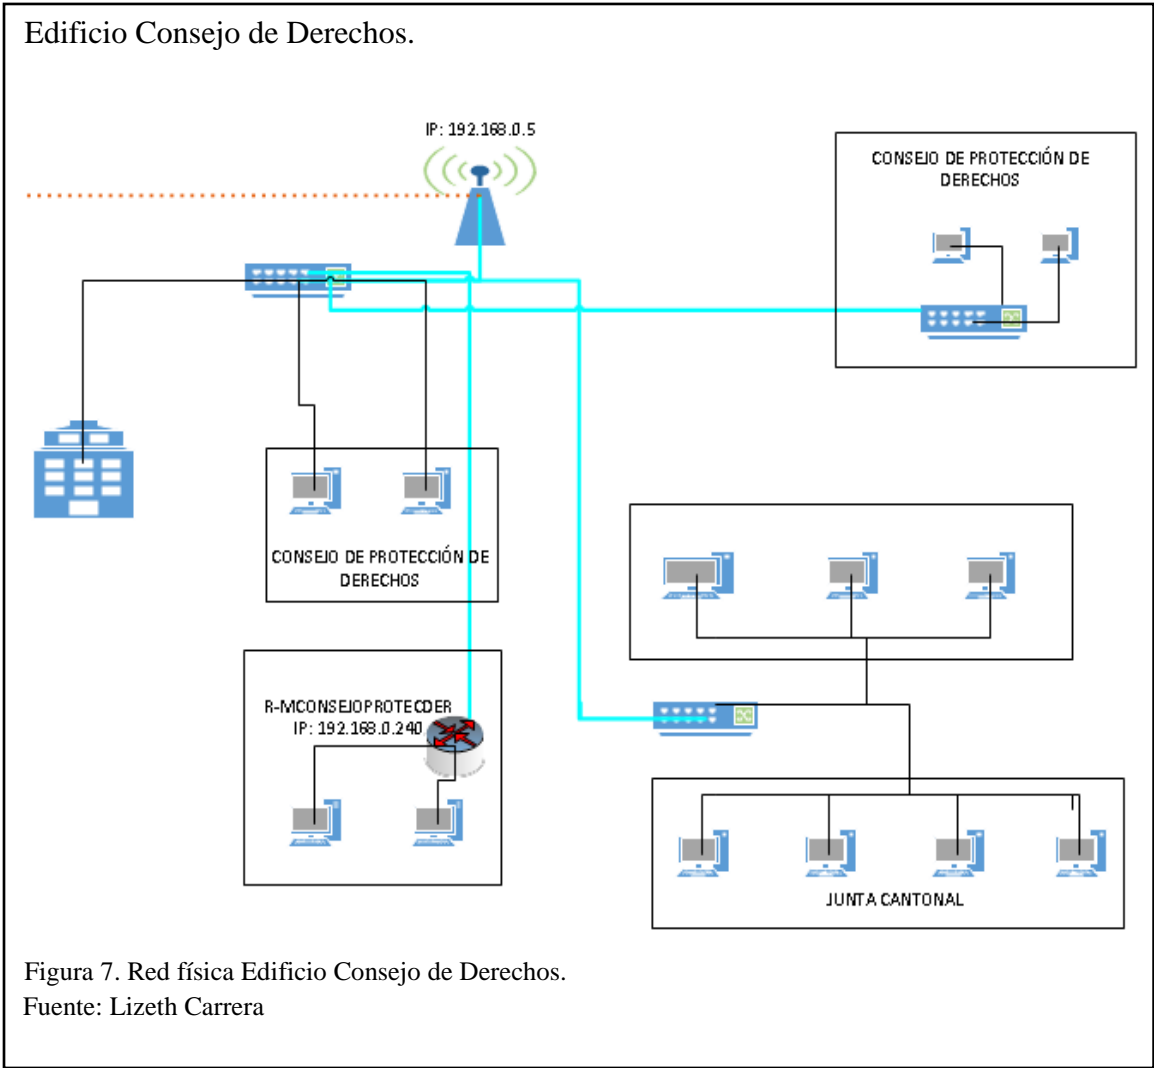 Edificio Consejo de Derechos.
IP: 192.168.0.5
CONSEJO DE PROTECCIÓN DE
DERECHOS
CONSEJO DE PROTECCIÓN DE
DERECHOS
R-MCONSEJOPROTECDER
IP: 192.168.0.240
JUNTA CANTONAL
Figura 7. Red física Edificio Consejo de Derechos.
Fuente: Lizeth Carrera